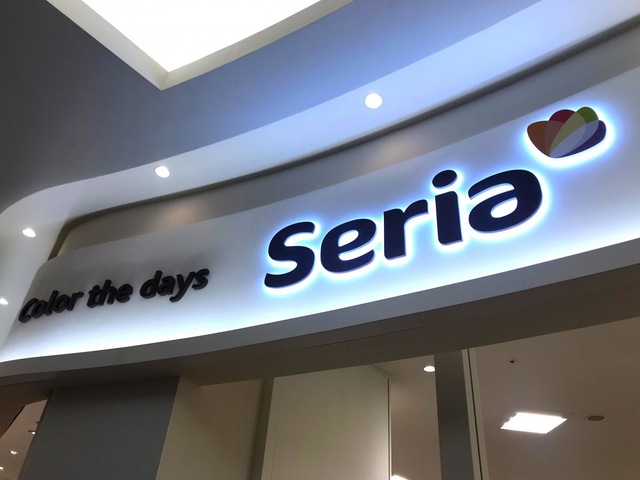 Color the days
Seria